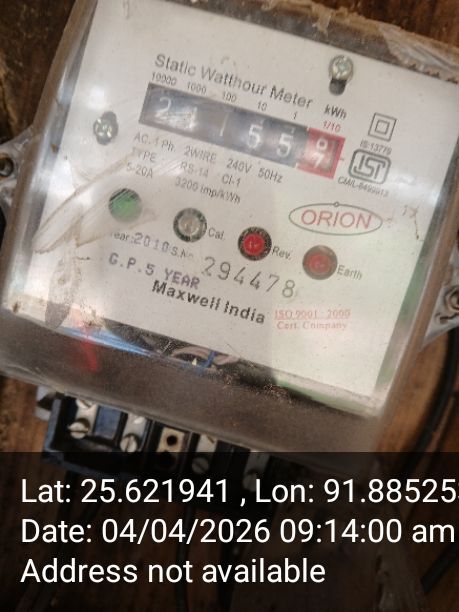 Static Watthour Meter
10000 1000 100 10 1 kWh
1/10
2 5 5
IS:13779
AC. 1 Ph 2WIRE 240V 50Hz
TYPE RS-14 Cl-1
5-20A 3200 imp/kWh
ORION
Cal.
Rev.
Earth
Year: 2010 S.No. 294478
G.P.5 YEAR
Maxwell India
ISO 9001 : 2000
Cert. Company
Lat: 25.621941 , Lon: 91.88525
Date: 04/04/2026 09:14:00 am
Address not available